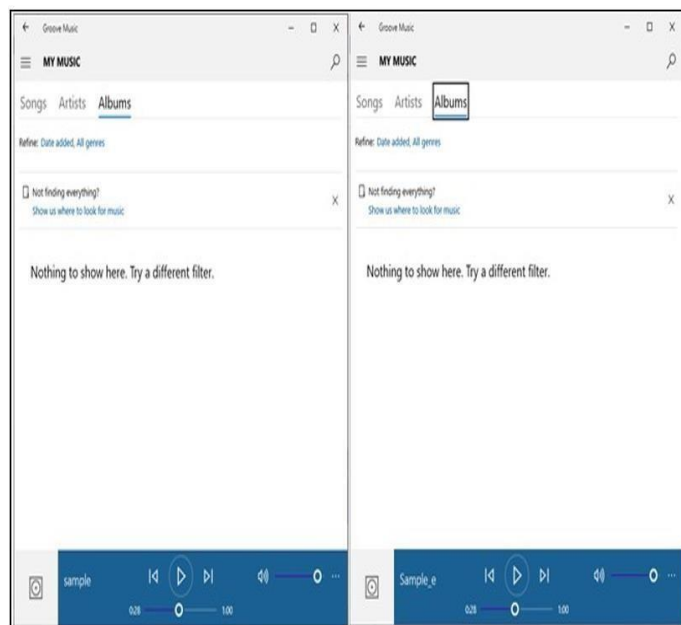 Groove Music
MY MUSIC
Songs Artists Albums
Refine: Date added, All genres
Not finding everything?
Show us where to look for music
Nothing to show here. Try a different filter.
sample
0:28 1:00
Groove Music
MY MUSIC
Songs Artists Albums
Refine: Date added, All genres
Not finding everything?
Show us where to look for music
Nothing to show here. Try a different filter.
Sample_e
0:28 1:00